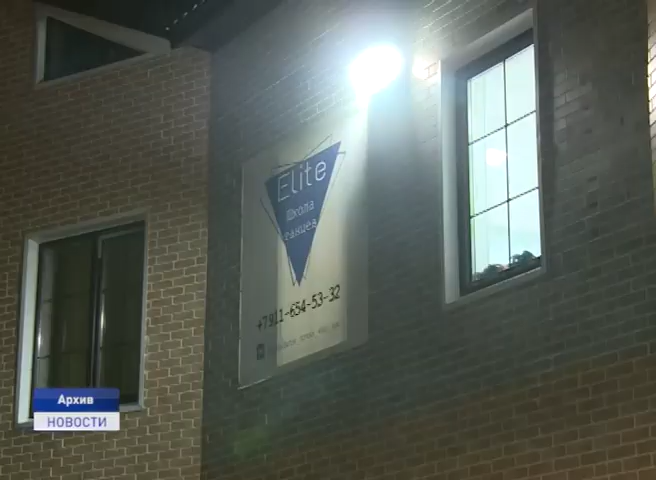 Elite
Школа
танцев
+7911-654-53-32
Архив
НОВОСТИ